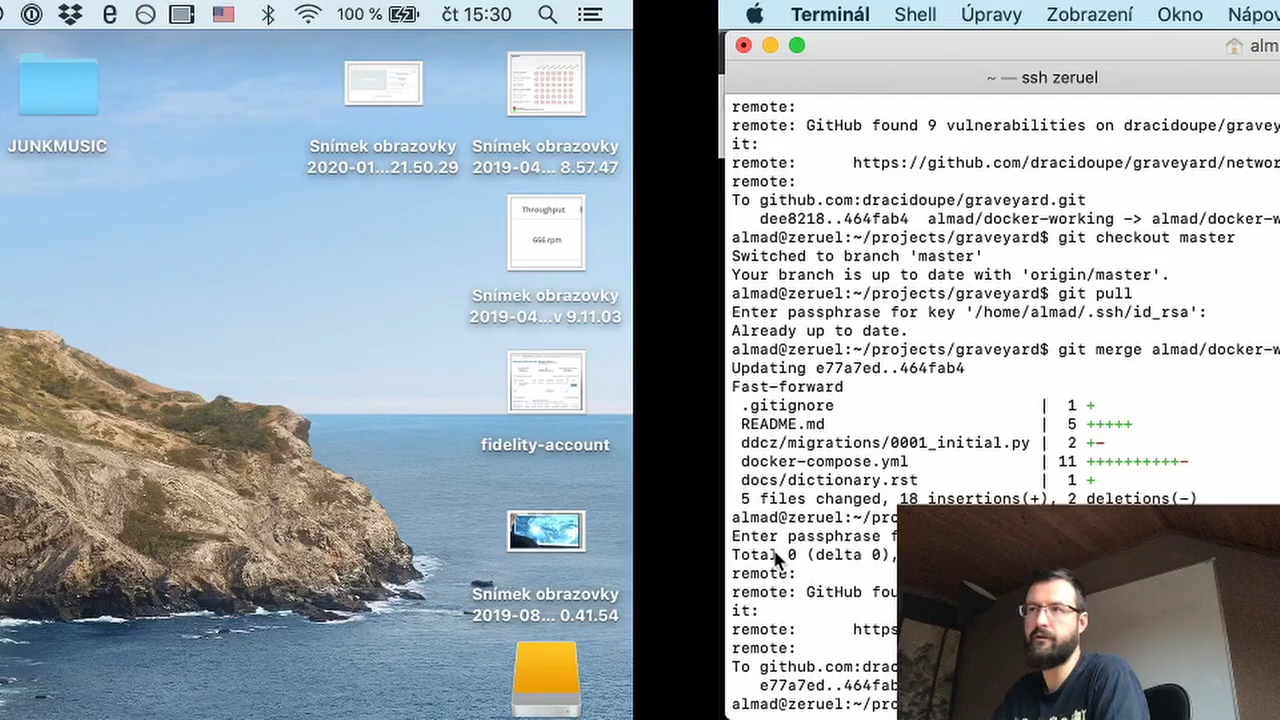 100 %
čt 15:30
JUNKMUSIC
Snímek obrazovky
2020-01...21.50.29
Snímek obrazovky
2019-04... 8.57.47
Throughput
666 rpm
Snímek obrazovky
2019-04...v 9.11.03
fidelity-account
Snímek obrazovky
2019-08... 0.41.54
Terminál Shell Úpravy Zobrazení Okno Nápov
alm
~ — ssh zeruel
remote:
remote: GitHub found 9 vulnerabilities on dracidoupe/gravey
it:
remote:      https://github.com/dracidoupe/graveyard/networ
remote:
To github.com:dracidoupe/graveyard.git
   dee8218..464fab4  almad/docker-working -> almad/docker-w
almad@zeruel:~/projects/graveyard$ git checkout master
Switched to branch 'master'
Your branch is up to date with 'origin/master'.
almad@zeruel:~/projects/graveyard$ git pull
Enter passphrase for key '/home/almad/.ssh/id_rsa':
Already up to date.
almad@zeruel:~/projects/graveyard$ git merge almad/docker-w
Updating e77a7ed..464fab4
Fast-forward
 .gitignore                       |  1 +
 README.md                        |  5 +++++
 ddcz/migrations/0001_initial.py  |  2 +-
 docker-compose.yml               | 11 ++++++++++-
 docs/dictionary.rst              |  1 +
 5 files changed, 18 insertions(+), 2 deletions(-)
almad@zeruel:~/pro
Enter passphrase f
Total 0 (delta 0),
remote:
remote: GitHub fou
it:
remote:      https
remote:
To github.com:drac
   e77a7ed..464fab
almad@zeruel:~/pro